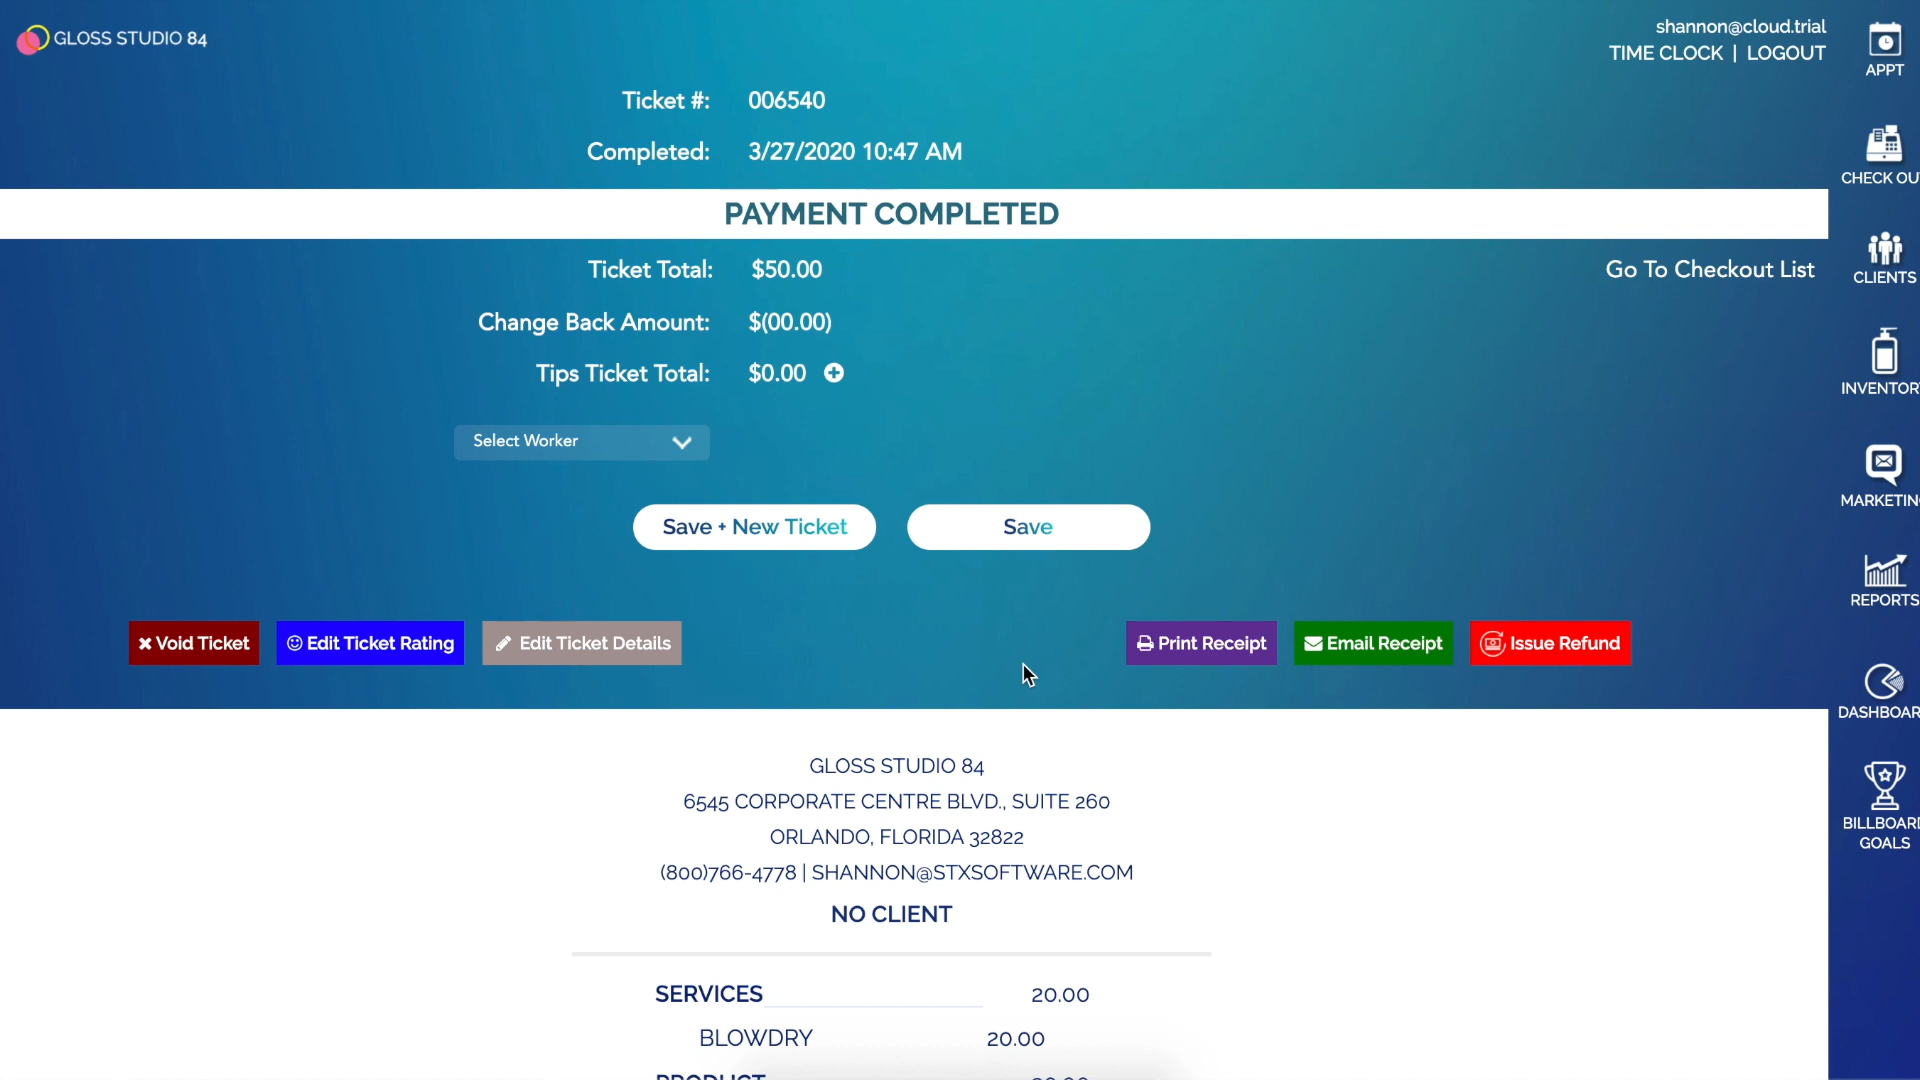 GLOSS STUDIO 84
shannon@cloud.trial
TIME CLOCK | LOGOUT
APPT
Ticket #: 006540
Completed: 3/27/2020 10:47 AM
CHECK OU
PAYMENT COMPLETED
Ticket Total: $50.00
Go To Checkout List
CLIENTS
Change Back Amount: $(00.00)
Tips Ticket Total: $0.00
INVENTOR
Select Worker
MARKETIN
Save + New Ticket
Save
REPORTS
Void Ticket
Edit Ticket Rating
Edit Ticket Details
Print Receipt
Email Receipt
Issue Refund
DASHBOAR
GLOSS STUDIO 84
6545 CORPORATE CENTRE BLVD., SUITE 260
ORLANDO, FLORIDA 32822
(800)766-4778 | SHANNON@STXSOFTWARE.COM
BILLBOARD
GOALS
NO CLIENT
SERVICES 20.00
BLOWDRY 20.00